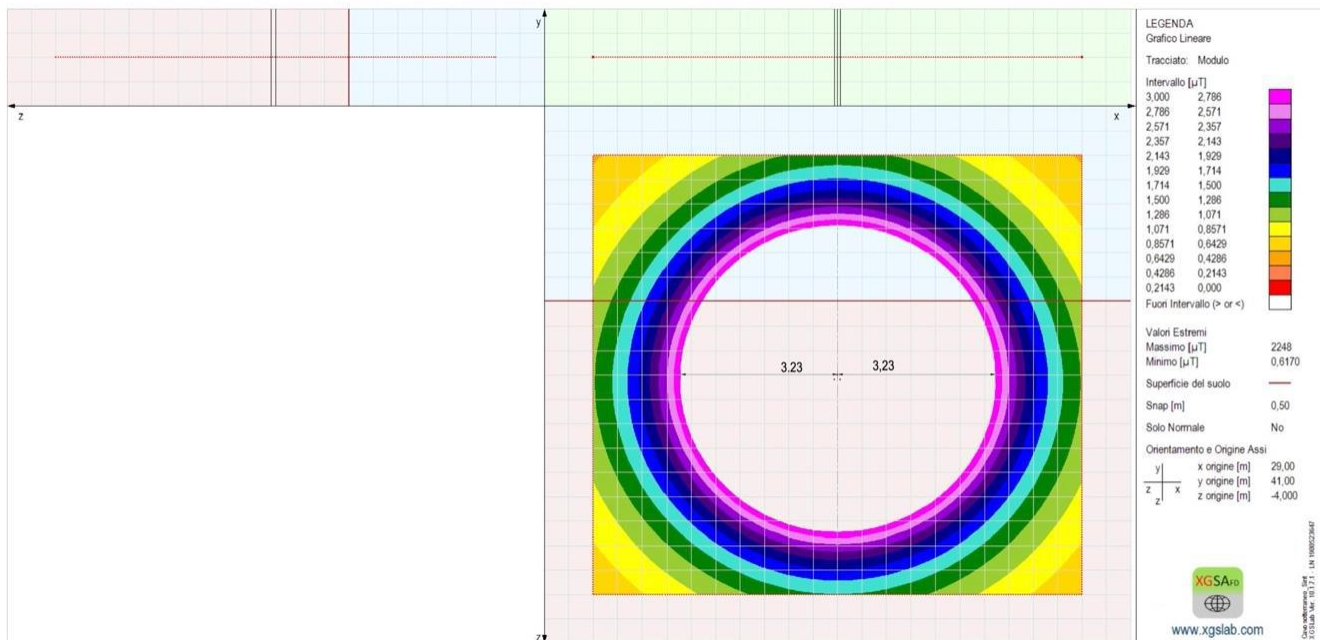 y
z
x
3.23
3,23
z
LEGENDA
Grafico Lineare
Tracciato: Modulo
Intervallo [µT]
3,000 2,786
2,786 2,571
2,571 2,357
2,357 2,143
2,143 1,929
1,929 1,714
1,714 1,500
1,500 1,286
1,286 1,071
1,071 0,8571
0,8571 0,6429
0,6429 0,4286
0,4286 0,2143
0,2143 0,000
Fuori Intervallo (> or <)
Valori Estremi
Massimo [µT] 2248
Minimo [µT] 0,6170
Superficie del suolo
Snap [m] 0,50
Solo Normale No
Orientamento e Origine Assi
y
z x
z
x origine [m] 29,00
y origine [m] 41,00
z origine [m] -4,000
XGSAFD
www.xgslab.com